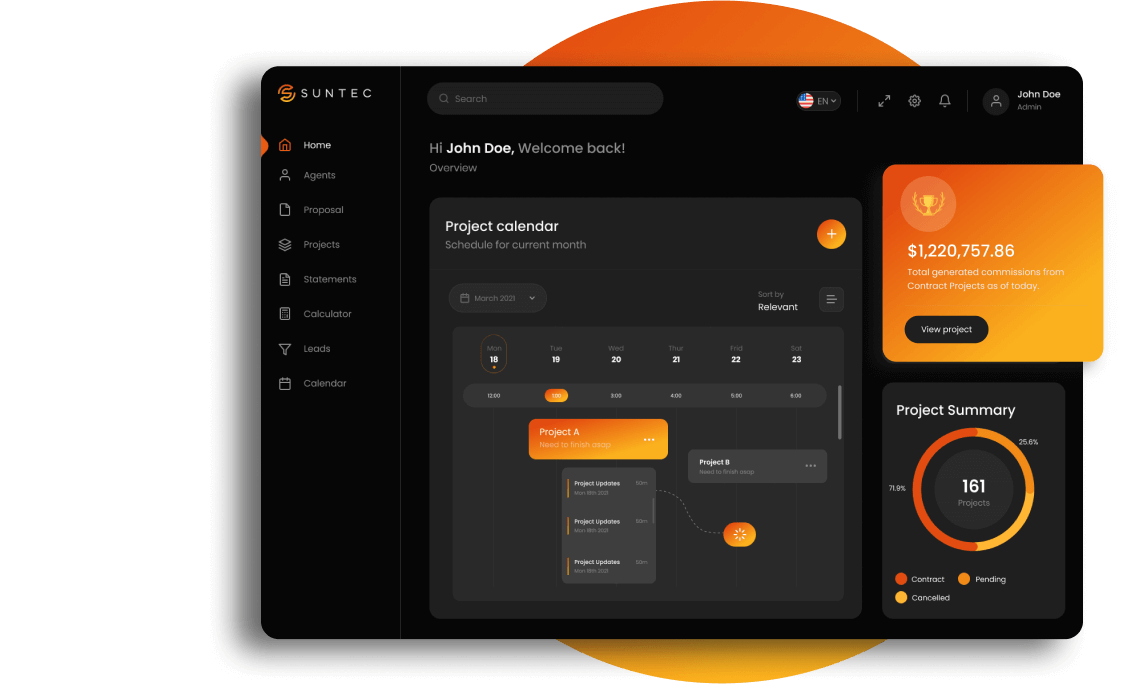 SUNTEC
Search
EN
John Doe
Admin
Home
Agents
Proposal
Projects
Statements
Calculator
Leads
Calendar
Hi John Doe, Welcome back!
Overview
Project calendar
Schedule for current month
+
March 2021
Sort by
Relevant
Mon Tue Wed Thur Frid Sat
18 19 20 21 22 23
12:00 1:00 3:00 4:00 5:00 6:00
Project A
Need to finish asap
Project B
Need to finish asap
Project Updates 50m
Mon 18th 2021
Project Updates 50m
Mon 18th 2021
Project Updates 50m
Mon 18th 2021
$1,220,757.86
Total generated commissions from
Contract Projects as of today.
View project
Project Summary
25.6%
71.9%
161
Projects
Contract Pending
Cancelled